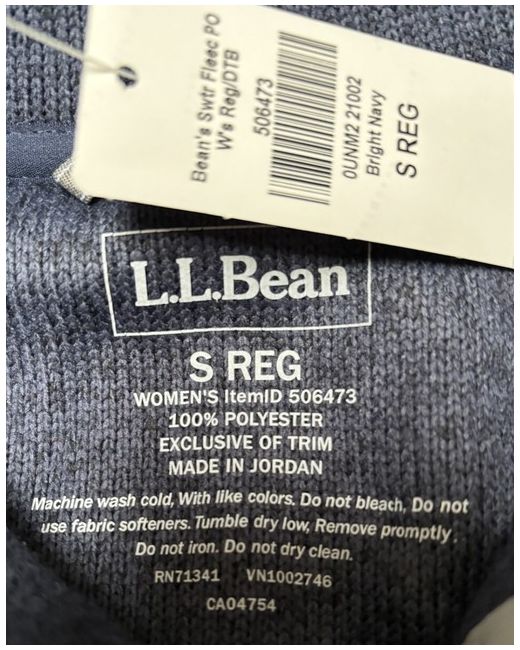 Bean's Swtr Fleec PO
W's Reg/DTB
506473
0UNM2 21002
Bright Navy
S REG
L.L.Bean
S REG
WOMEN'S ItemID 506473
100% POLYESTER
EXCLUSIVE OF TRIM
MADE IN JORDAN
Machine wash cold, With like colors. Do not bleach, Do not
use fabric softeners. Tumble dry low, Remove promptly.
Do not iron. Do not dry clean.
RN71341 VN1002746
CA04754